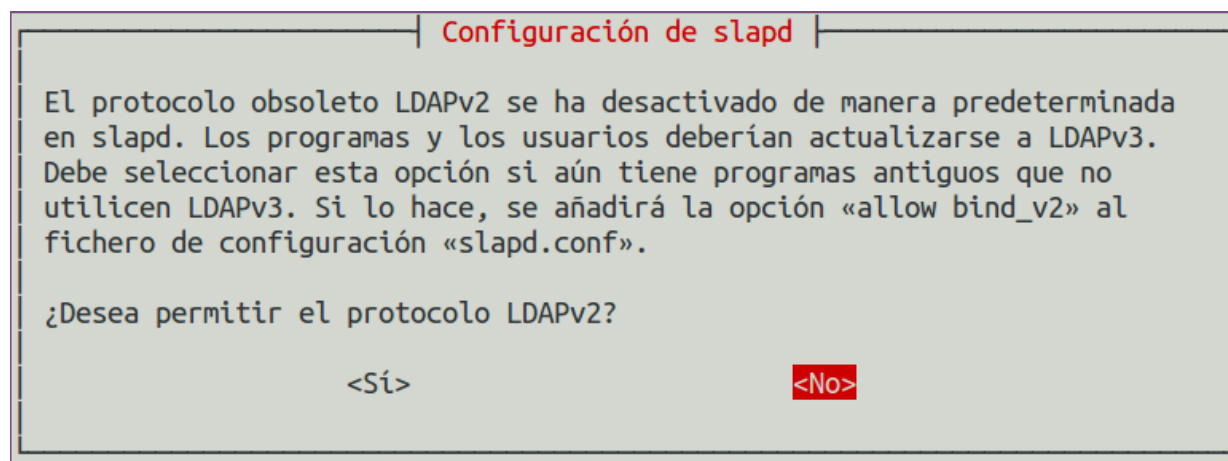 Configuración de slapd
El protocolo obsoleto LDAPv2 se ha desactivado de manera predeterminada
en slapd. Los programas y los usuarios deberían actualizarse a LDAPv3.
Debe seleccionar esta opción si aún tiene programas antiguos que no
utilicen LDAPv3. Si lo hace, se añadirá la opción «allow bind_v2» al
fichero de configuración «slapd.conf».
¿Desea permitir el protocolo LDAPv2?
<Sí> <No>